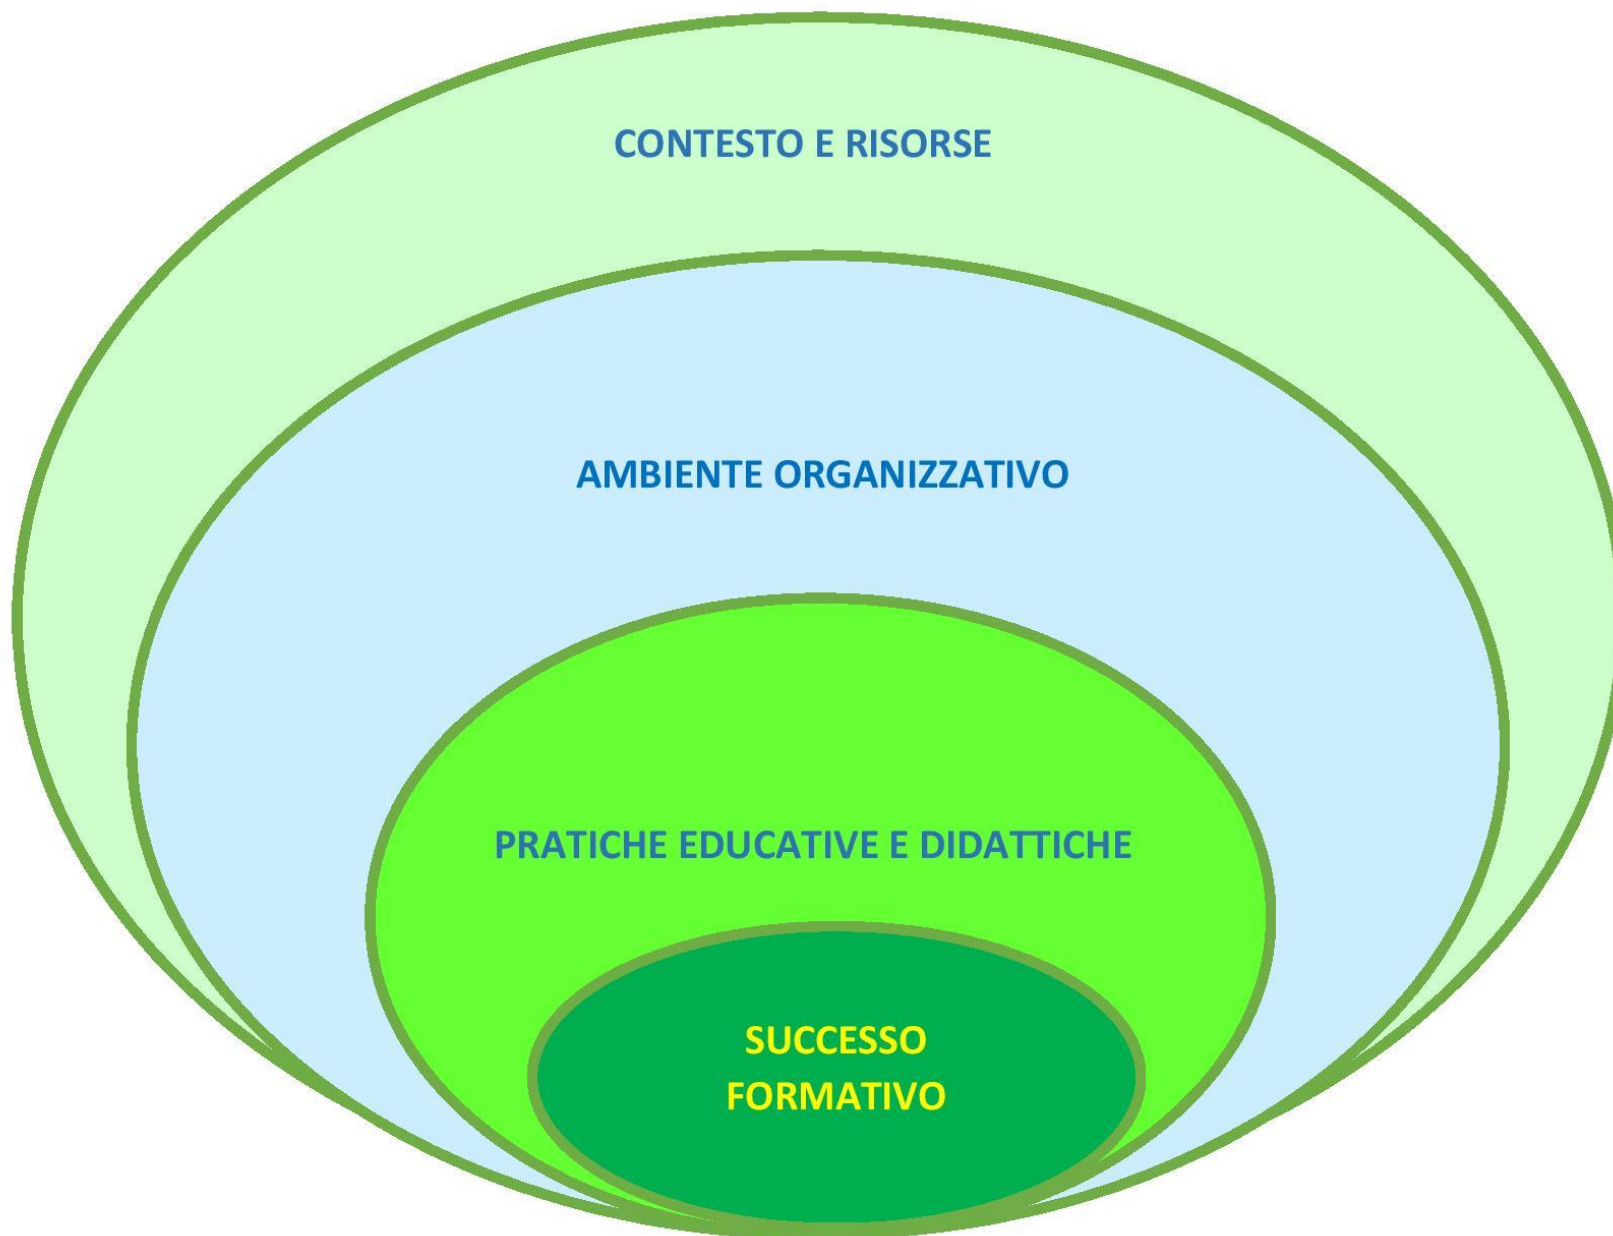 CONTESTO E RISORSE
AMBIENTE ORGANIZZATIVO
PRATICHE EDUCATIVE E DIDATTICHE
SUCCESSO
FORMATIVO